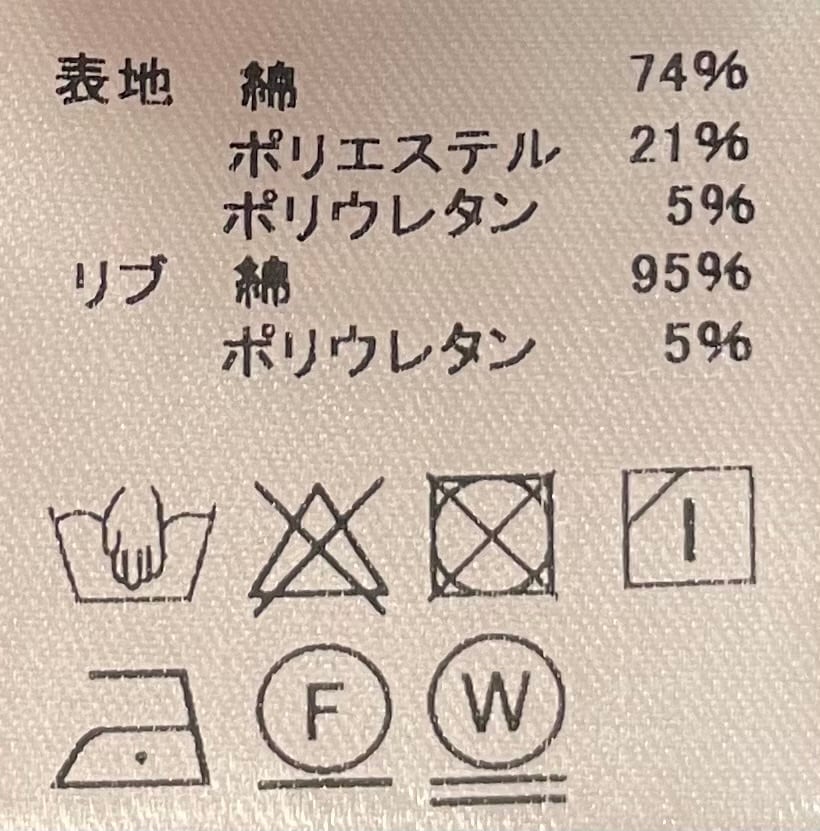 表地 綿 74%
ポリエステル 21%
ポリウレタン 5%
リブ 綿 95%
ポリウレタン 5%
F W